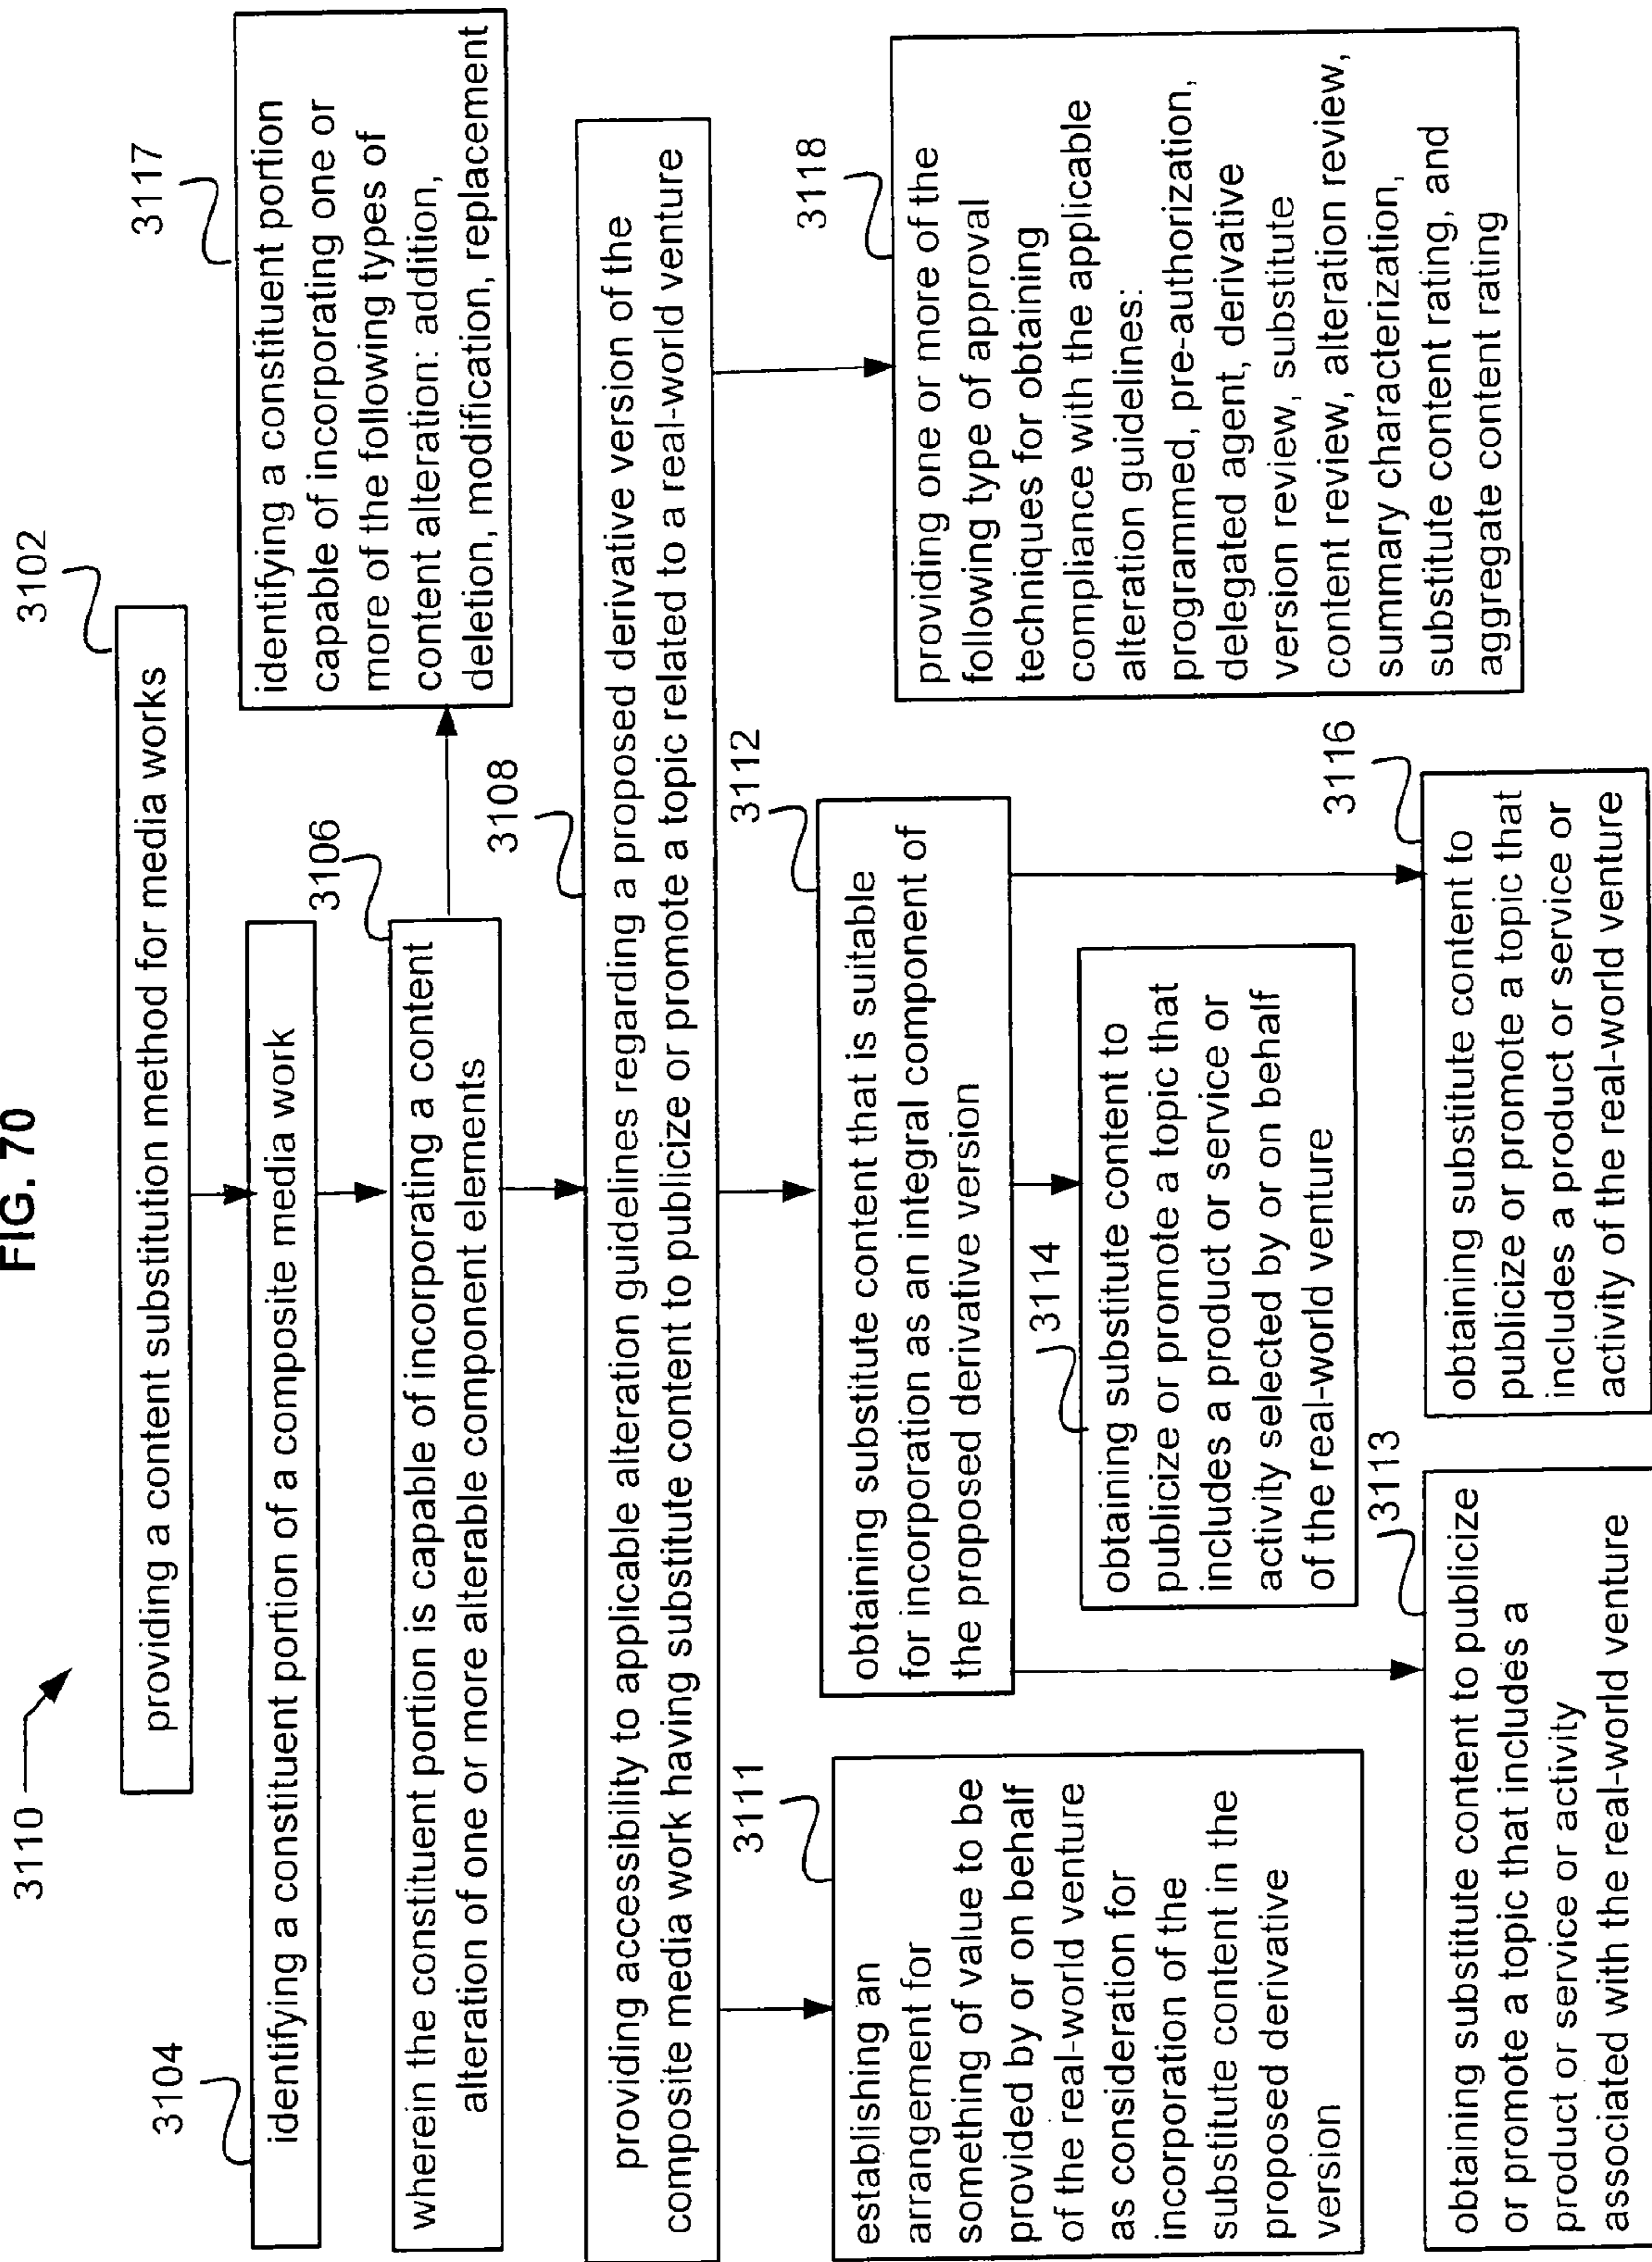 FIG. 70
3110
3102
providing a content substitution method for media works
3104
identifying a constituent portion of a composite media work
3106
wherein the constituent portion is capable of incorporating a content
alteration of one or more alterable component elements
3117
identifying a constituent portion
capable of incorporating one or
more of the following types of
content alteration: addition,
deletion, modification, replacement
3108
providing accessibility to applicable alteration guidelines regarding a proposed derivative version of the
composite media work having substitute content to publicize or promote a topic related to a real-world venture
3111
establishing an
arrangement for
something of value to be
provided by or on behalf
of the real-world venture
as consideration for
incorporation of the
substitute content in the
proposed derivative
version
3112
obtaining substitute content that is suitable
for incorporation as an integral component of
the proposed derivative version
3118
providing one or more of the
following type of approval
techniques for obtaining
compliance with the applicable
alteration guidelines:
programmed, pre-authorization,
delegated agent, derivative
version review, substitute
content review, alteration review,
summary characterization,
substitute content rating, and
aggregate content rating
3114
obtaining substitute content to
publicize or promote a topic that
includes a product or service or
activity selected by or on behalf
of the real-world venture
3113
obtaining substitute content to publicize
or promote a topic that includes a
product or service or activity
associated with the real-world venture
3116
obtaining substitute content to
publicize or promote a topic that
includes a product or service or
activity of the real-world venture